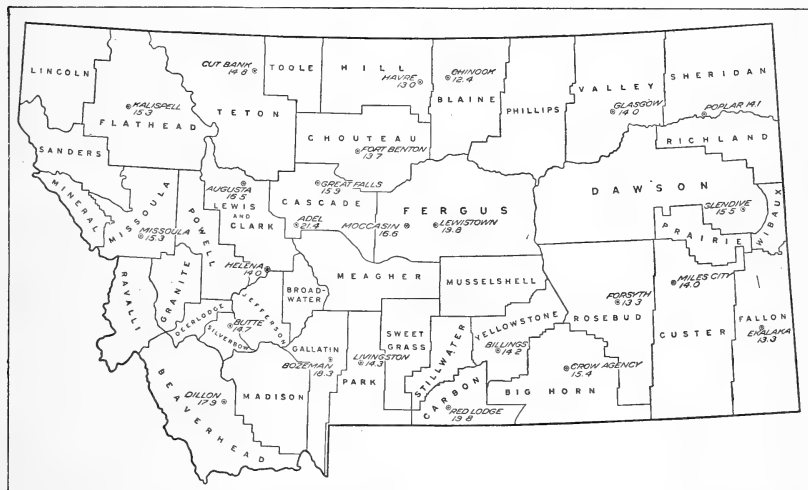 LINCOLN
KALISPELL
15.3
FLATHEAD
CUT BANK
14.8
TOOLE
TETON
HILL
HAVRE
13.0
CHINOOK
12.4
BLAINE
PHILLIPS
VALLEY
GLASGOW
14.0
SHERIDAN
POPLAR 14.1
RICHLAND
SANDERS
MINERAL
MISSOULA
MISSOULA
15.3
POWELL
AUGUSTA
16.5
LEWIS
AND
CLARK
CHOUTEAU
FORT BENTON
13.7
GREAT FALLS
15.9
CASCADE
ADEL
21.4
MOCCASIN
16.6
FERGUS
LEWISTOWN
19.8
DAWSON
SLENDIVE
15.5
WIBAUX
PRAIRIE
RAVALLI
GRANITE
HELENA
14.0
DEERLODGE
SILVERBOW
BUTTE
14.7
JEFFERSON
BROAD-
WATER
MEAGHER
MUSSELSHELL
FORSYTH
13.3
ROSEBUD
MILES CITY
14.0
CUSTER
FALLON
EKALAKA
13.3
BEAVERHEAD
DILLON
17.9
MADISON
GALLATIN
BOZEMAN
18.3
LIVINGSTON
14.3
PARK
SWEET
GRASS
STILLWATER
CARBON
RED LODGE
19.8
YELLOWSTONE
BILLINGS
14.2
CROW AGENCY
15.4
BIG HORN